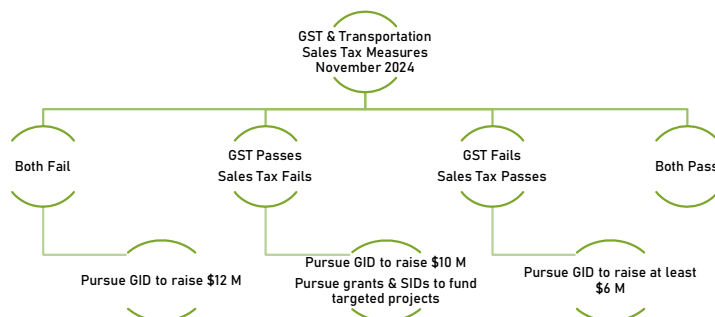 GST & Transportation
Sales Tax Measures
November 2024
Both Fail
GST Passes
Sales Tax Fails
GST Fails
Sales Tax Passes
Both Pass
Pursue GID to raise $12 M
Pursue GID to raise $10 M
Pursue grants & SIDs to fund
targeted projects
Pursue GID to raise at least
$6 M